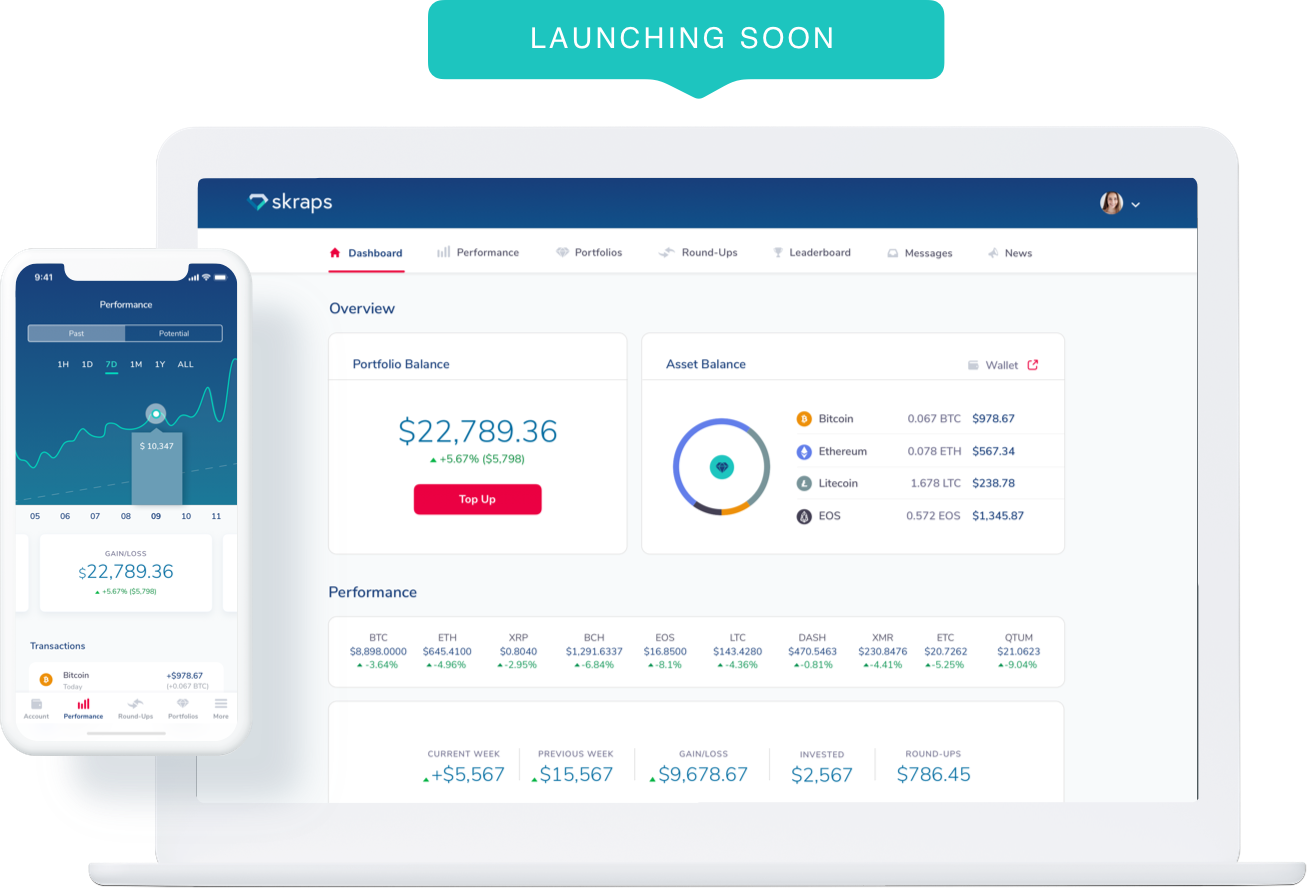 LAUNCHING SOON
skraps
Dashboard Performance Portfolios Round-Ups Leaderboard Messages News
Overview
Portfolio Balance
$22,789.36
+5.67% ($5,798)
Top Up
Asset Balance Wallet
Bitcoin 0.067 BTC $978.67
Ethereum 0.078 ETH $567.34
Litecoin 1.678 LTC $238.78
EOS 0.572 EOS $1,345.87
Performance
BTC ETH XRP BCH EOS LTC DASH XMR ETC QTUM
$8,898.0000 $645.4100 $0.8040 $1,291.6337 $16.8500 $143.4280 $470.5463 $230.8476 $20.7262 $21.0623
-3.64% -4.96% -2.95% -6.84% -8.1% -4.36% -0.81% -4.41% -5.25% -9.04%
CURRENT WEEK PREVIOUS WEEK GAIN/LOSS INVESTED ROUND-UPS
+$5,567 $15,567 $9,678.67 $2,567 $786.45
9:41
Performance
Past Potential
1H 1D 7D 1M 1Y ALL
$ 10,347
05 06 07 08 09 10 11
GAIN/LOSS
$22,789.36
+5.67% ($5,798)
Transactions
Bitcoin +$978.67
Today (+0.067 BTC)
Account Performance Round-Ups Portfolios More